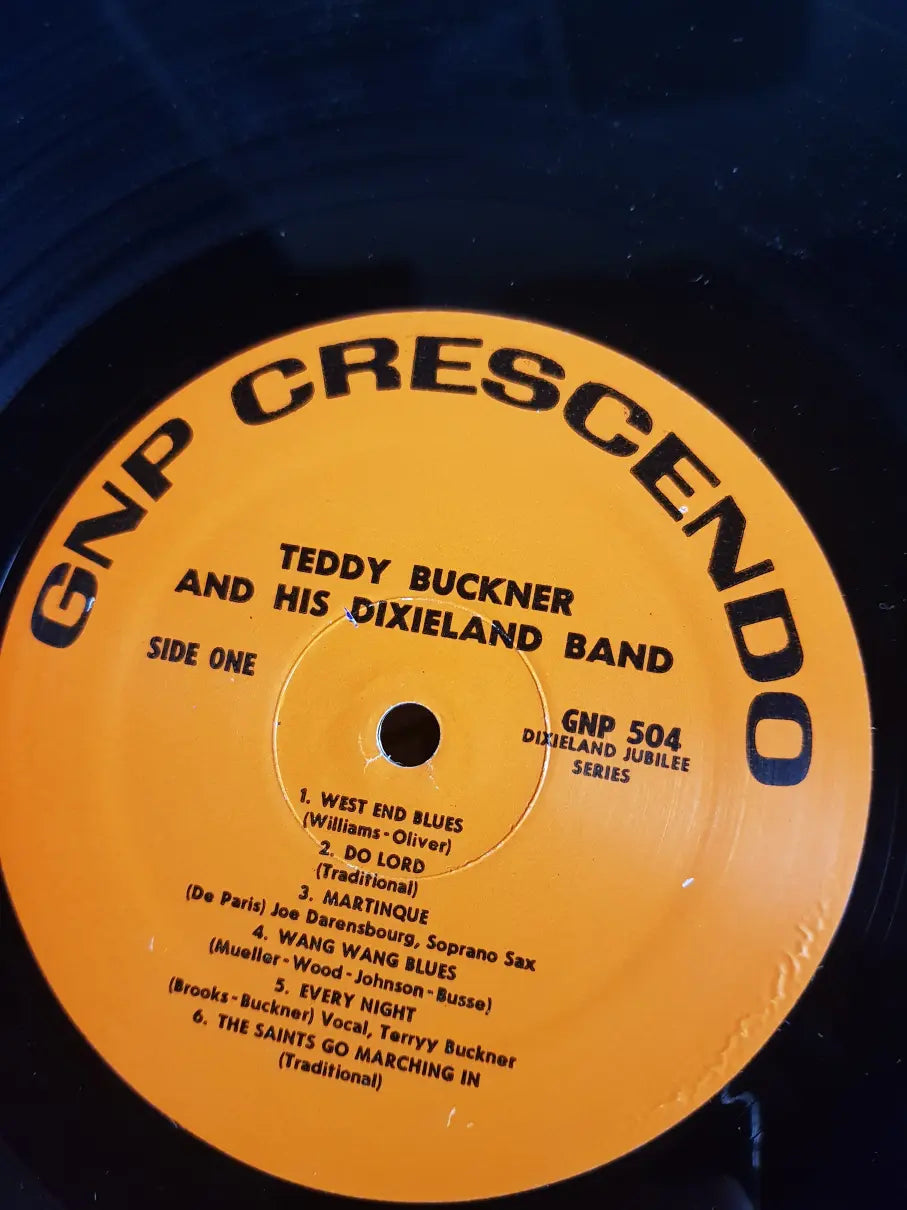 GNP CRESCENDO
TEDDY BUCKNER
AND HIS DIXIELAND BAND
SIDE ONE
GNP 504
DIXIELAND JUBILEE
SERIES
1. WEST END BLUES
(Williams-Oliver)
2. DO LORD
(Traditional)
3. MARTINQUE
(De Paris) Joe Darensbourg, Soprano Sax
4. WANG WANG BLUES
(Mueller-Wood-Johnson-Busse)
5. EVERY NIGHT
(Brooks-Buckner) Vocal, Terryy Buckner
6. THE SAINTS GO MARCHING IN
(Traditional)